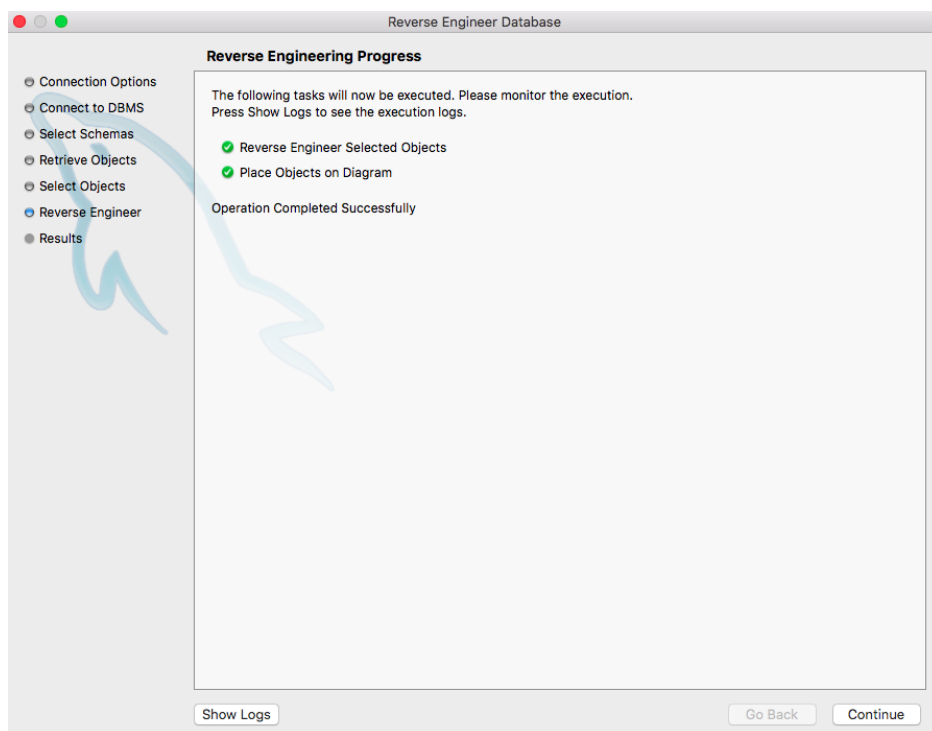 Reverse Engineer Database
Reverse Engineering Progress
Connection Options
Connect to DBMS
Select Schemas
Retrieve Objects
Select Objects
Reverse Engineer
Results
The following tasks will now be executed. Please monitor the execution.
Press Show Logs to see the execution logs.
Reverse Engineer Selected Objects
Place Objects on Diagram
Operation Completed Successfully
Show Logs
Go Back
Continue